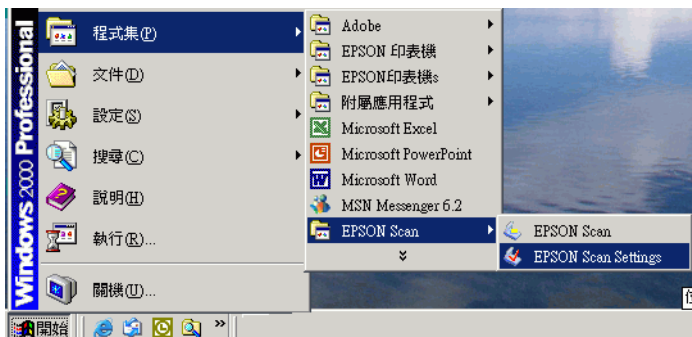 Windows 2000 Professional
程式集(P)
文件(D)
設定(S)
搜尋(C)
說明(H)
執行(R)...
關機(U)...
Adobe
EPSON 印表機
EPSON印表機s
附屬應用程式
Microsoft Excel
Microsoft PowerPoint
Microsoft Word
MSN Messenger 6.2
EPSON Scan
EPSON Scan
EPSON Scan Settings
開始